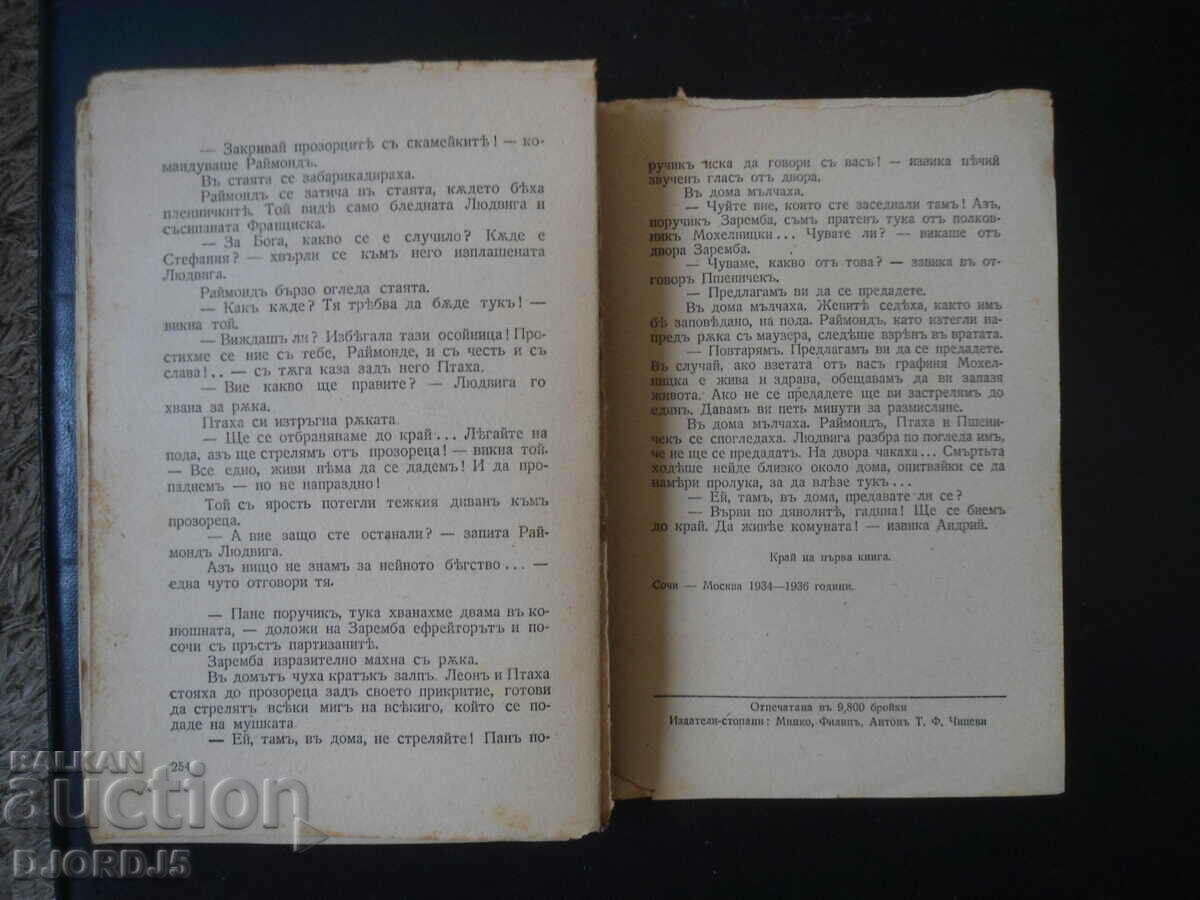 — Закривай прозорцитѣ съ скамейкитѣ! — ко-
мандуваше Раймондъ.
Въ стаята се забарикадираха.
Раймондъ се затича въ стаята, кѫдето бѣха
пленничкитѣ. Той видѣ само бледната Людвига и
съсипаната Франциска.
— За Бога, какво се е случило? Кѫде е
Стефания? — хвърли се къмъ него изплашената
Людвига.
Раймондъ бързо огледа стаята.
— Какъ кѫде? Тя трѣбва да бѫде тукъ! —
викна той.
— Виждашъ ли? Избѣгала тази осойница! Про-
стихме се ние съ тебе, Раймонде, и съ честь и съ
слава!.. — съ тѫга каза задъ него Птаха.
— Вие какво ще правите? — Людвига го
хвана за рѫка.
Птаха си изтръгна рѫката
— Ще се отбраняваме до край... Лѣгайте на
пода, азъ ще стрелямъ отъ прозореца! — викна той.
— Все едно, живи нѣма да се дадемъ! И да про-
паднемъ — но не напраздно!
Той съ ярость потегли тежкия диванъ къмъ
прозореца.
— А вие защо сте останали? — запита Рай-
мондъ Людвига.
Азъ нищо не знамъ за нейното бѣгство... —
едва чуто отговори тя.
— Пане поручикъ, тука хванахме двама въ ко-
нюшната, — доложи на Заремба ефрейторътъ и по-
сочи съ пръстъ партизанитѣ.
Заремба изразително махна съ рѫка.
Въ домътъ чуха кратъкъ залпъ. Леонъ и Птаха
стояха до прозореца задъ своето прикритие, готови
да стрелятъ всѣки мигъ на всѣкиго, който се по-
даде на мушката
— Ей, тамъ, въ дома, не стреляйте! Панъ по-
254
ручикъ иска да говори съ васъ! — извика нѣчий
звученъ гласъ отъ двора.
Въ дома мълчаха.
— Чуйте вие, които сте заседнали тамъ! Азъ,
поручикъ Заремба, съмъ пратенъ тука отъ полков-
никъ Мохелвицки... Чувате ли? — викаше отъ
двора Заремба.
— Чуваме, какво отъ това? — завика въ от-
говоръ Пшеничек.
— Предлагамъ ви да се предадете.
Въ дома мълчаха. Женитѣ седѣха, както имъ
бѣ заповѣдано, на пода. Раймондъ, като изтегли на-
предъ рѫка съ маузера, следѣше взрѣнъ въ вратата.
— Повтарямъ. Предлагамъ ви да се предадете.
Въ случай, ако взетата отъ васъ графиня Мохел-
ницка е жива и здрава, обещавамъ да ви запазя
живота. Ако не се предадете ще ви застрелямъ до
единъ. Давамъ ви петь минути за размисляне.
Въ дома мълчаха. Раймондъ, Птаха и Пшени-
чекъ се спогледаха. Людвига разбра по погледа имъ,
че не ще се предадатъ. На двора чакаха... Смъртьта
ходѣше нейде близко около дома, опитвайки се да
намѣри пролука, за да влѣзе тукъ...
— Ей, тамъ, въ дома, предавате ли се?
— Върви по дяволитѣ, гадина! Ще се биемъ
до край. Да живѣе комуната! — извика Андрий.
Край на първа книга.
Сочи — Москва 1934—1936 години.
Отпечатана въ 9,800 бройки
Издатели-стопани: Минко, Филипъ, Антонъ Т. Ф. Чипеви
BALKAN
auction
DJORDJ5